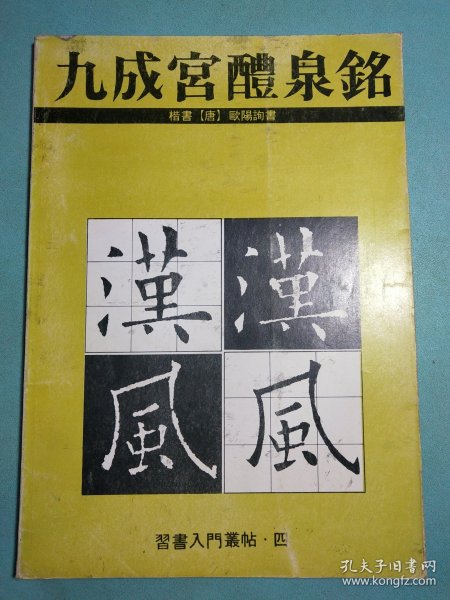 九成宮醴泉銘
楷書【唐】歐陽詢書
漢漢
風風
習書入門叢帖·四
孔夫子旧书网
www.kongfz.com